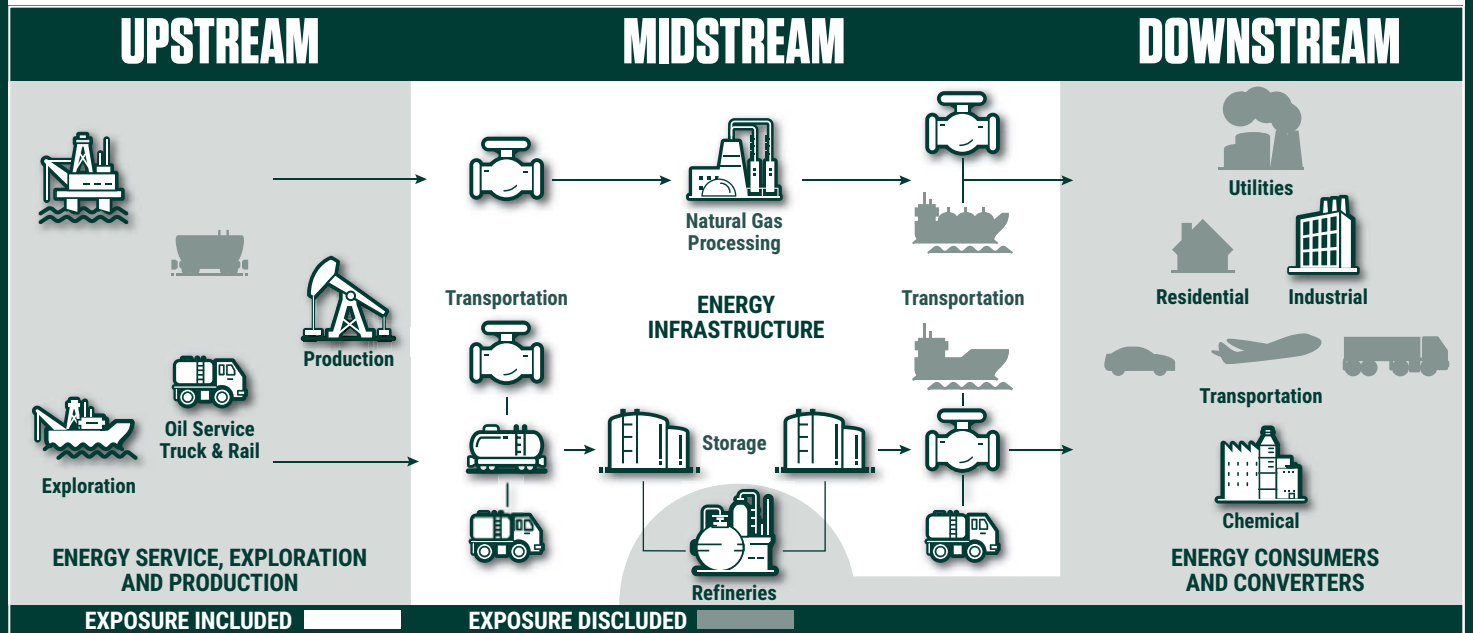 UPSTREAM
MIDSTREAM
DOWNSTREAM
Production
Oil Service
Truck & Rail
Exploration
ENERGY SERVICE, EXPLORATION
AND PRODUCTION
Natural Gas
Processing
Transportation
ENERGY
INFRASTRUCTURE
Transportation
Storage
Refineries
Utilities
Residential
Industrial
Transportation
Chemical
ENERGY CONSUMERS
AND CONVERTERS
EXPOSURE INCLUDED
EXPOSURE DISCLUDED